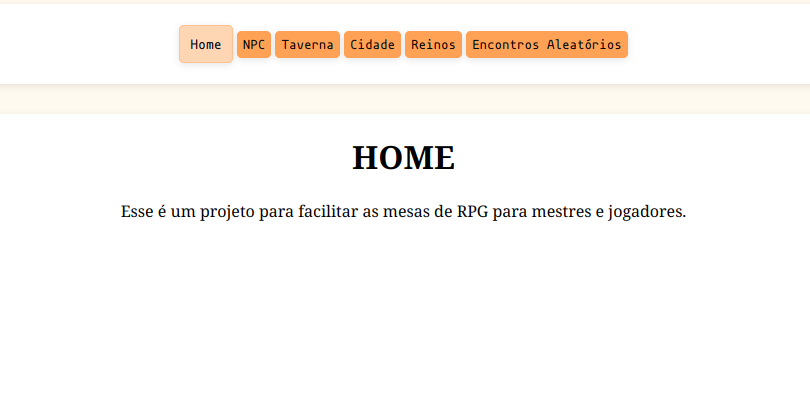 Home NPC Taverna Cidade Reinos Encontros Aleatórios
HOME
Esse é um projeto para facilitar as mesas de RPG para mestres e jogadores.